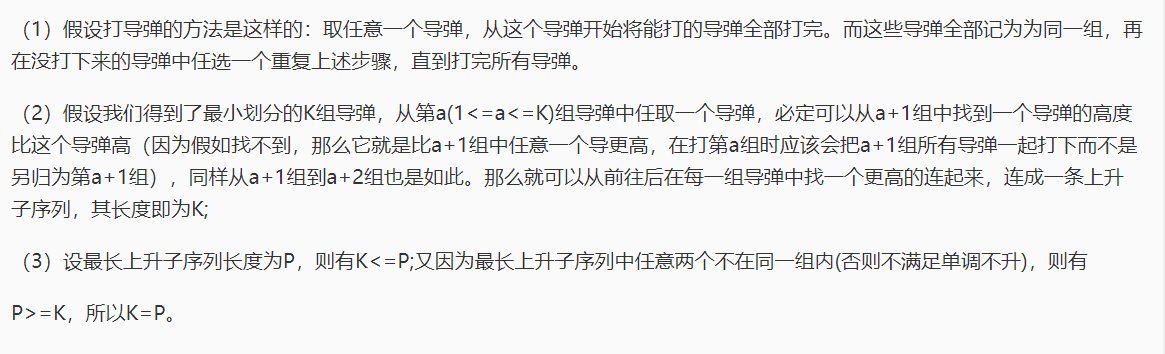 （1）假设打导弹的方法是这样的：取任意一个导弹，从这个导弹开始将能打的导弹全部打完。而这些导弹全部记为为同一组，再
在没打下来的导弹中任选一个重复上述步骤，直到打完所有导弹。
（2）假设我们得到了最小划分的K组导弹，从第a(1<=a<=K)组导弹中任取一个导弹，必定可以从a+1组中找到一个导弹的高度
比这个导弹高（因为假如找不到，那么它就是比a+1组中任意一个导更高，在打第a组时应该会把a+1组所有导弹一起打下而不是
另归为第a+1组），同样从a+1组到a+2组也是如此。那么就可以从前往后在每一组导弹中找一个更高的连起来，连成一条上升
子序列，其长度即为K;
（3）设最长上升子序列长度为P，则有K<=P;又因为最长上升子序列中任意两个不在同一组内(否则不满足单调不升)，则有
P>=K，所以K=P。